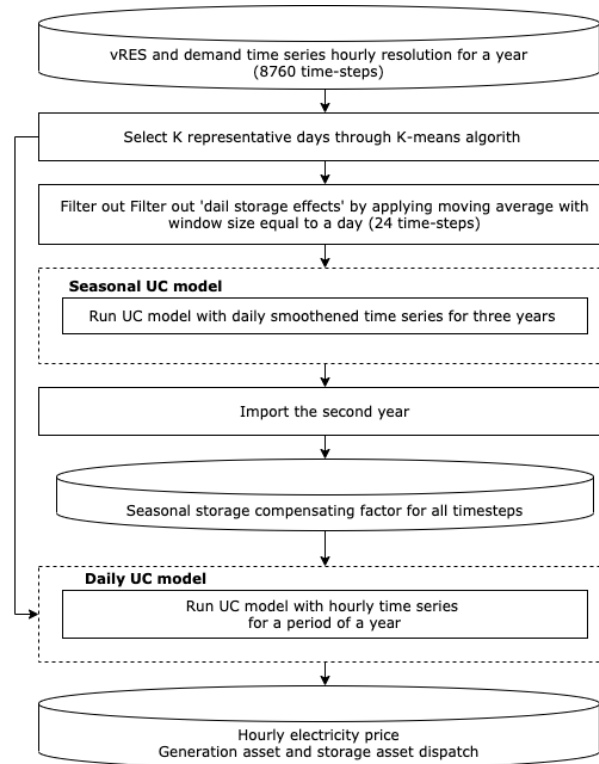 vRES and demand time series hourly resolution for a year
(8760 time-steps)
Select K representative days through K-means algorith
Filter out Filter out 'dail storage effects' by applying moving average with
window size equal to a day (24 time-steps)
Seasonal UC model
Run UC model with daily smoothened time series for three years
Import the second year
Seasonal storage compensating factor for all timesteps
Daily UC model
Run UC model with hourly time series
for a period of a year
Hourly electricity price
Generation asset and storage asset dispatch